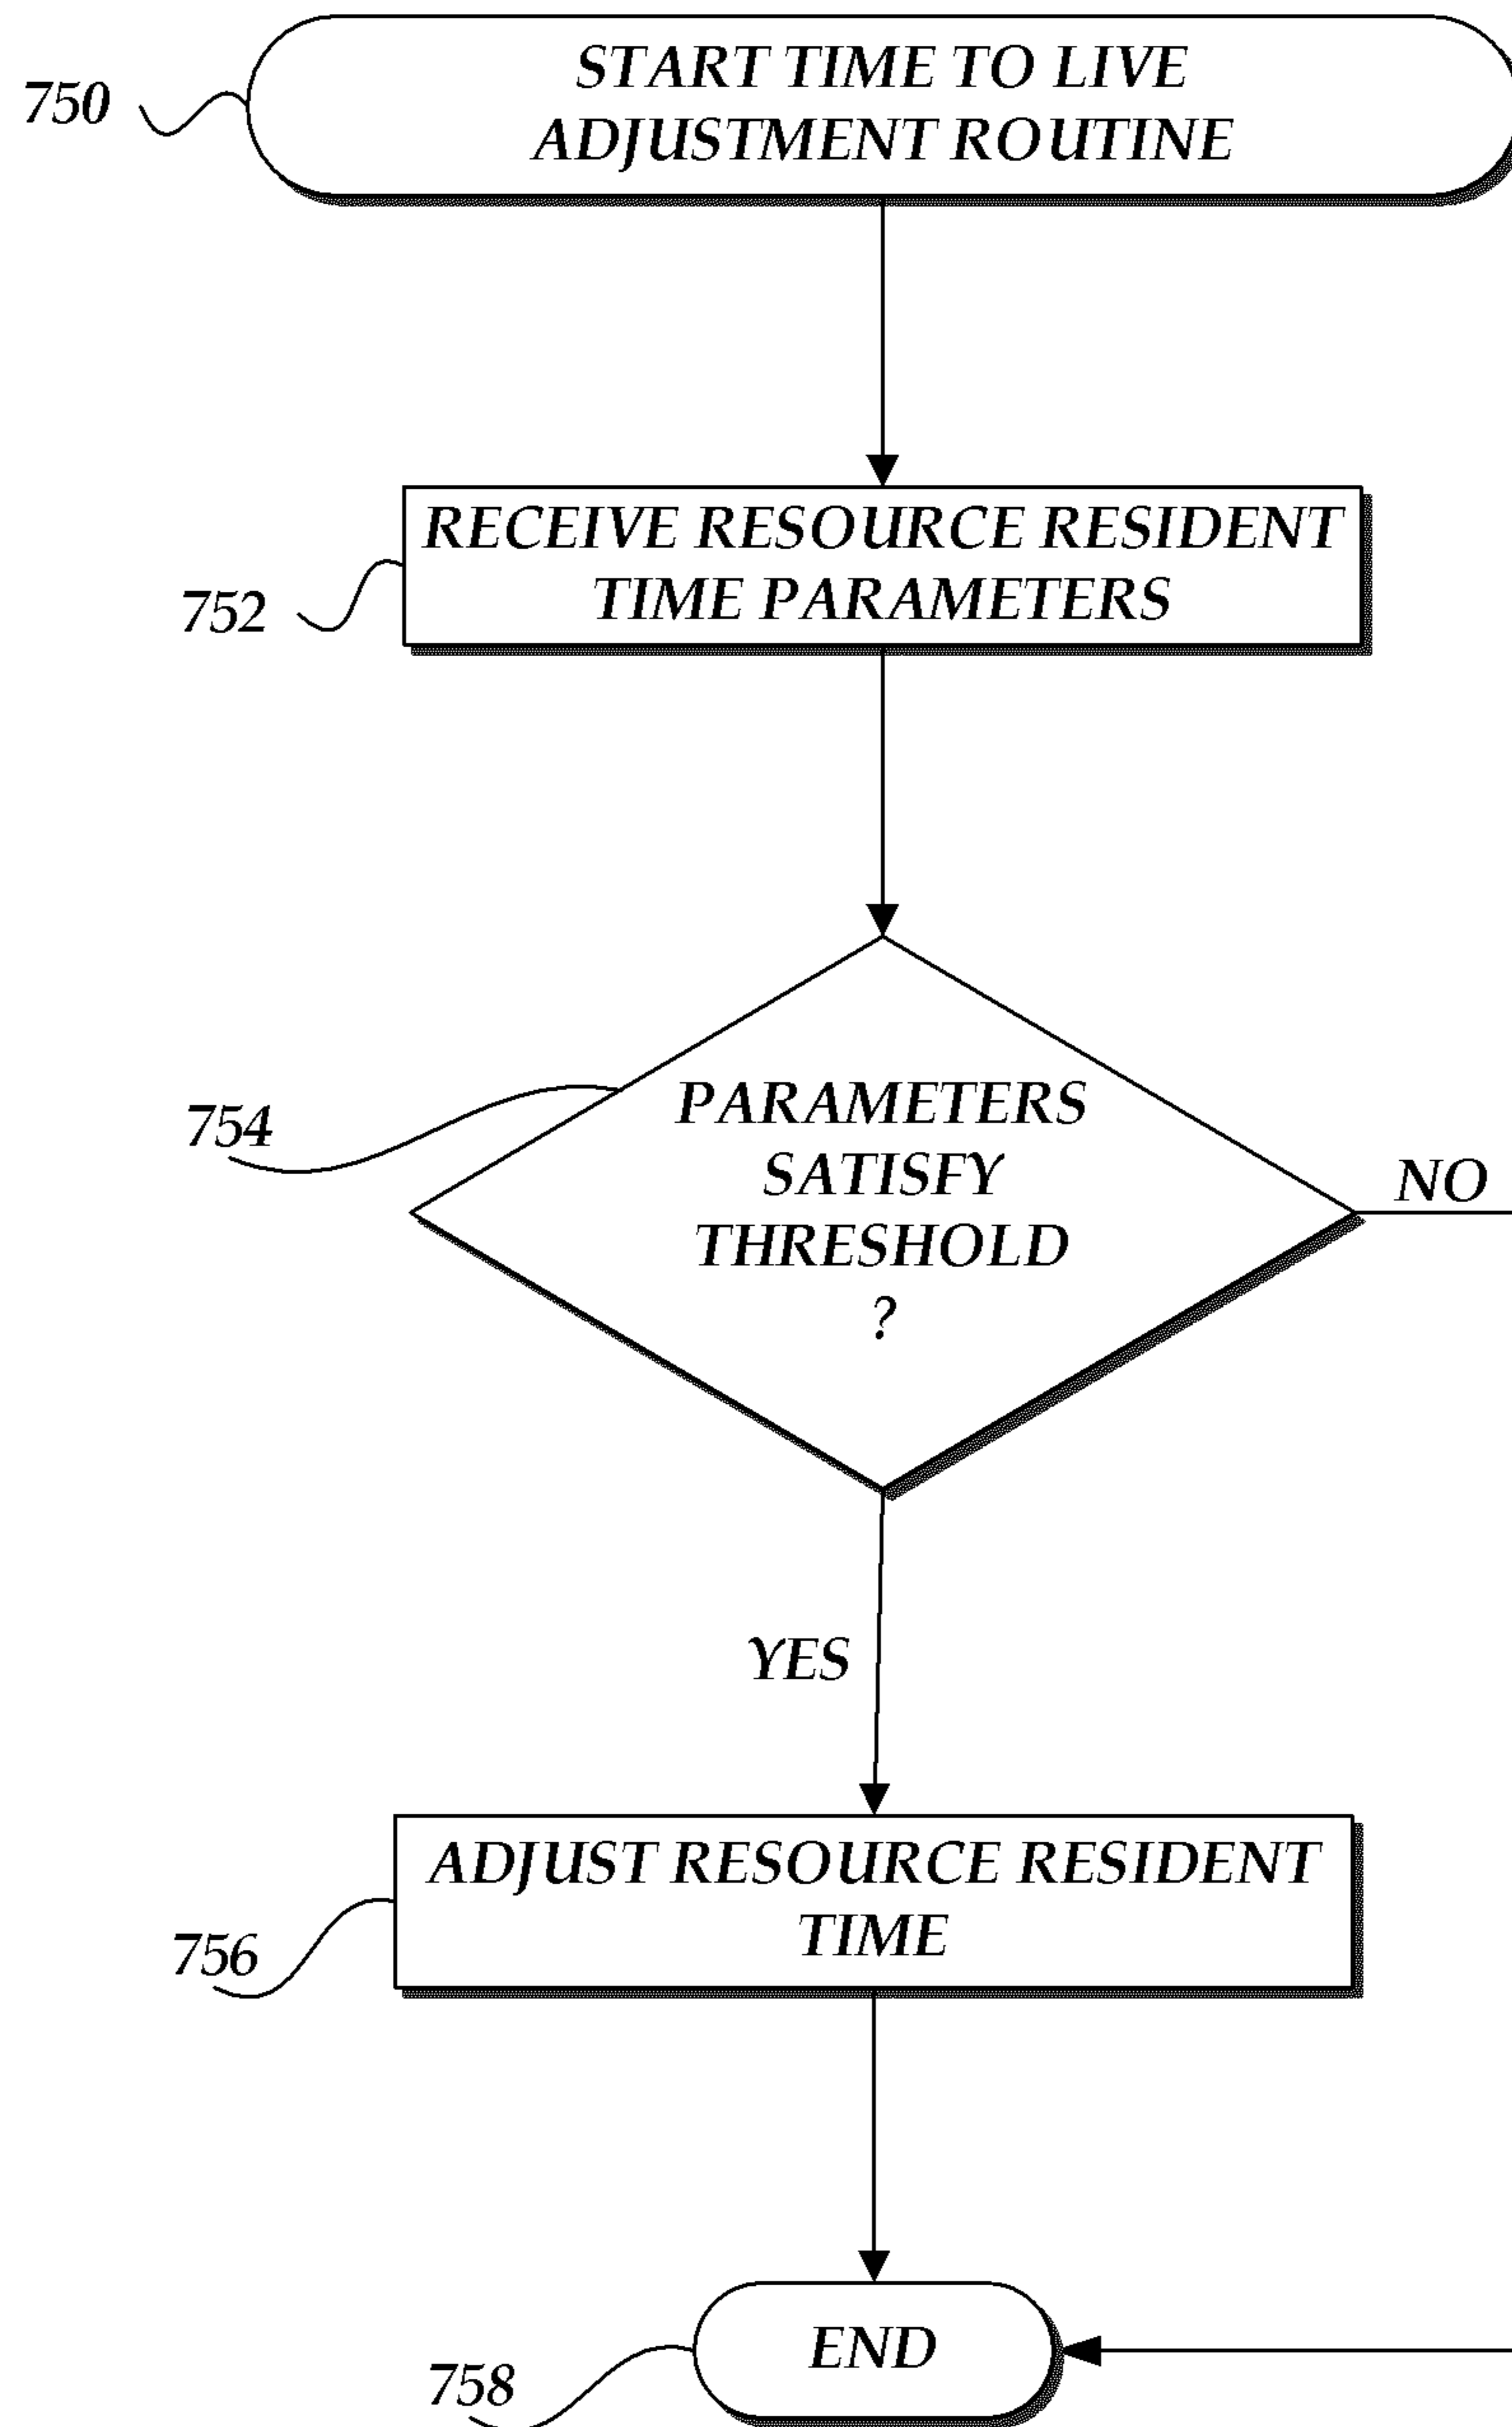 START TIME TO LIVE
ADJUSTMENT ROUTINE
750
RECEIVE RESOURCE RESIDENT
TIME PARAMETERS
752
PARAMETERS
SATISFY
THRESHOLD
?
754
NO
YES
ADJUST RESOURCE RESIDENT
TIME
756
END
758